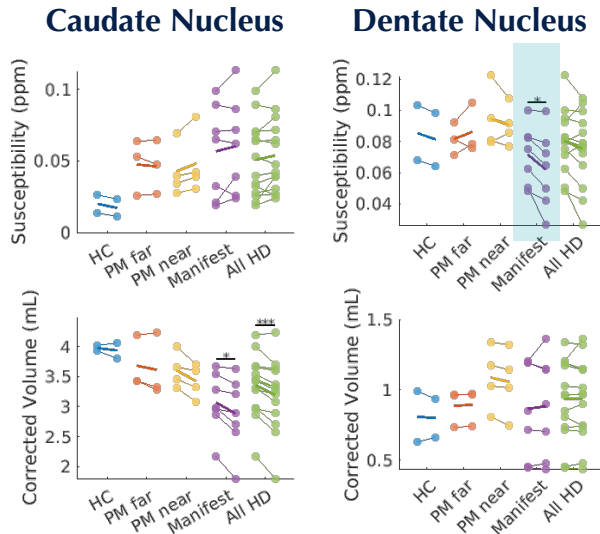 Caudate Nucleus
Dentate Nucleus
Susceptibility (ppm)
0.1
0.05
0
HC
PM far
PM near
Manifest
All HD
Susceptibility (ppm)
0.12
0.1
0.08
0.06
0.04
*
HC
PM far
PM near
Manifest
All HD
Corrected Volume (mL)
4
3.5
3
2.5
2
*
***
HC
PM far
PM near
Manifest
All HD
Corrected Volume (mL)
1.5
1
0.5
HC
PM far
PM near
Manifest
All HD